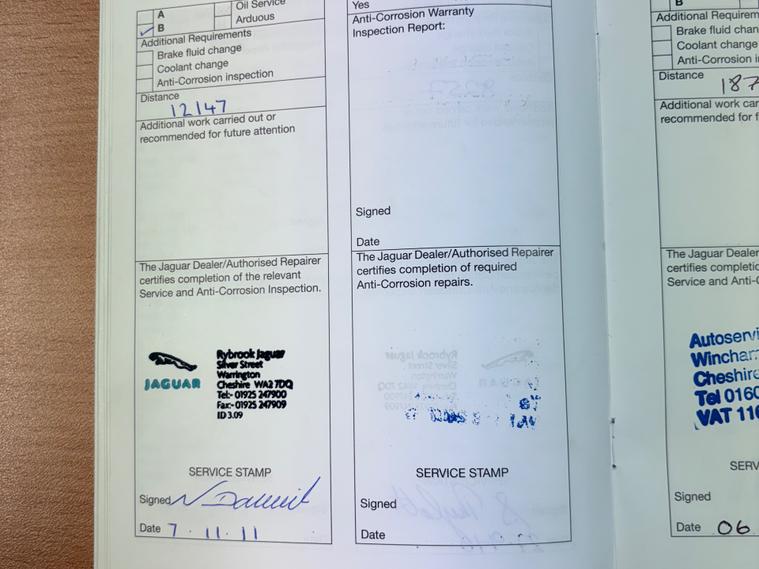 A
B
Oil Service
Arduous
Additional Requirements
Brake fluid change
Coolant change
Anti-Corrosion inspection
Distance
12147
Additional work carried out or
recommended for future attention
The Jaguar Dealer/Authorised Repairer
certifies completion of the relevant
Service and Anti-Corrosion Inspection.
JAGUAR
Rybrook Jaguar
Silver Street
Warrington
Cheshire WA2 7DQ
Tel:- 01925 247900
Fax:- 01925 247909
ID 3.09
SERVICE STAMP
Signed
Date 7 . 11 . 11
Yes
Anti-Corrosion Warranty
Inspection Report:
Signed
Date
The Jaguar Dealer/Authorised Repairer
certifies completion of required
Anti-Corrosion repairs.
SERVICE STAMP
Signed
Date
B
Additional Requirem
Brake fluid chan
Coolant change
Anti-Corrosion i
Distance
187
Additional work car
recommended for f
The Jaguar Dealer
certifies completio
Service and Anti-C
Autoservi
Wincham
Cheshire
Tel 0160
VAT 116
SERV
Signed
Date 06